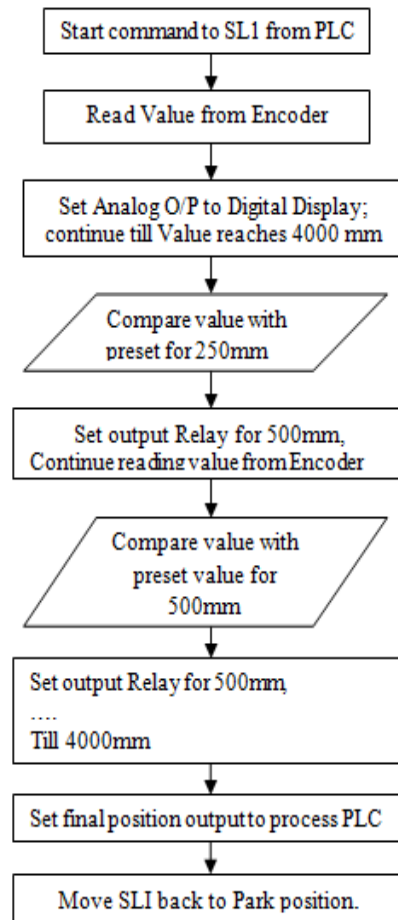 Start command to SL1 from PLC
Read Value from Encoder
Set Analog O/P to Digital Display;
continue till Value reaches 4000 mm
Compare value with
preset for 250mm
Set output Relay for 500mm,
Continue reading value from Encoder
Compare value with
preset value for
500mm
Set output Relay for 500mm,
....
Till 4000mm
Set final position output to process PLC
Move SLI back to Park position.